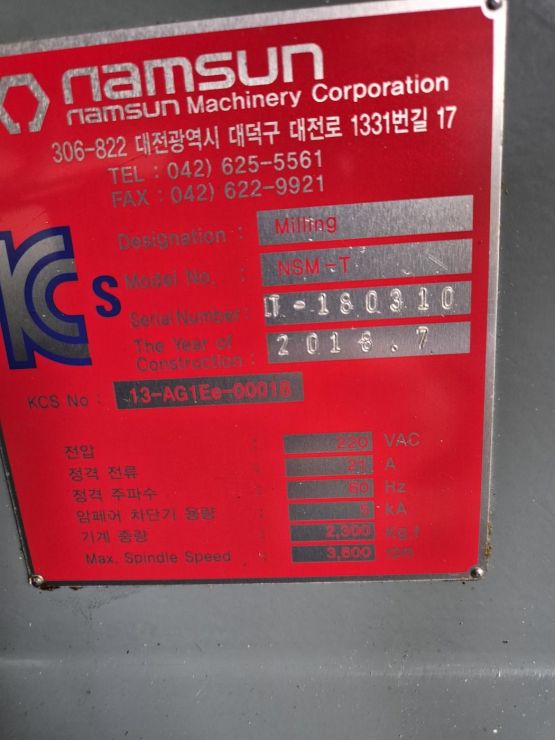 namsun
namsun Machinery Corporation
306-822 대전광역시 대덕구 대전로 1331번길 17
TEL : 042) 625-5561
FAX : 042) 622-9921
KCs
Designation : Milling
Model No. : NSM-T
Serial Number : T-180310
The Year of Construction : 2018.7
KCS No : 13-AG1Ee-00018
전압 : 220 VAC
정격 전류 : 21 A
정격 주파수 : 60 Hz
암페어 차단기 용량 : 5 kA
기계 중량 : 2,300 Kg.f
Max. Spindle Speed : 3,600 rpm